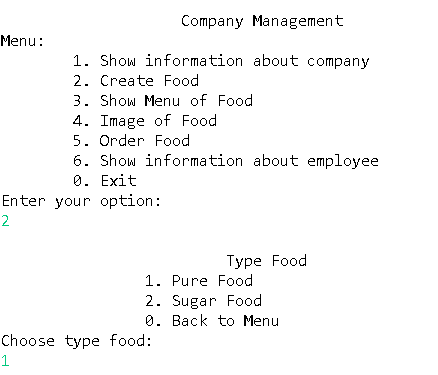 Company Management
Menu:
1. Show information about company
2. Create Food
3. Show Menu of Food
4. Image of Food
5. Order Food
6. Show information about employee
0. Exit
Enter your option:
2
Type Food
1. Pure Food
2. Sugar Food
0. Back to Menu
Choose type food:
1